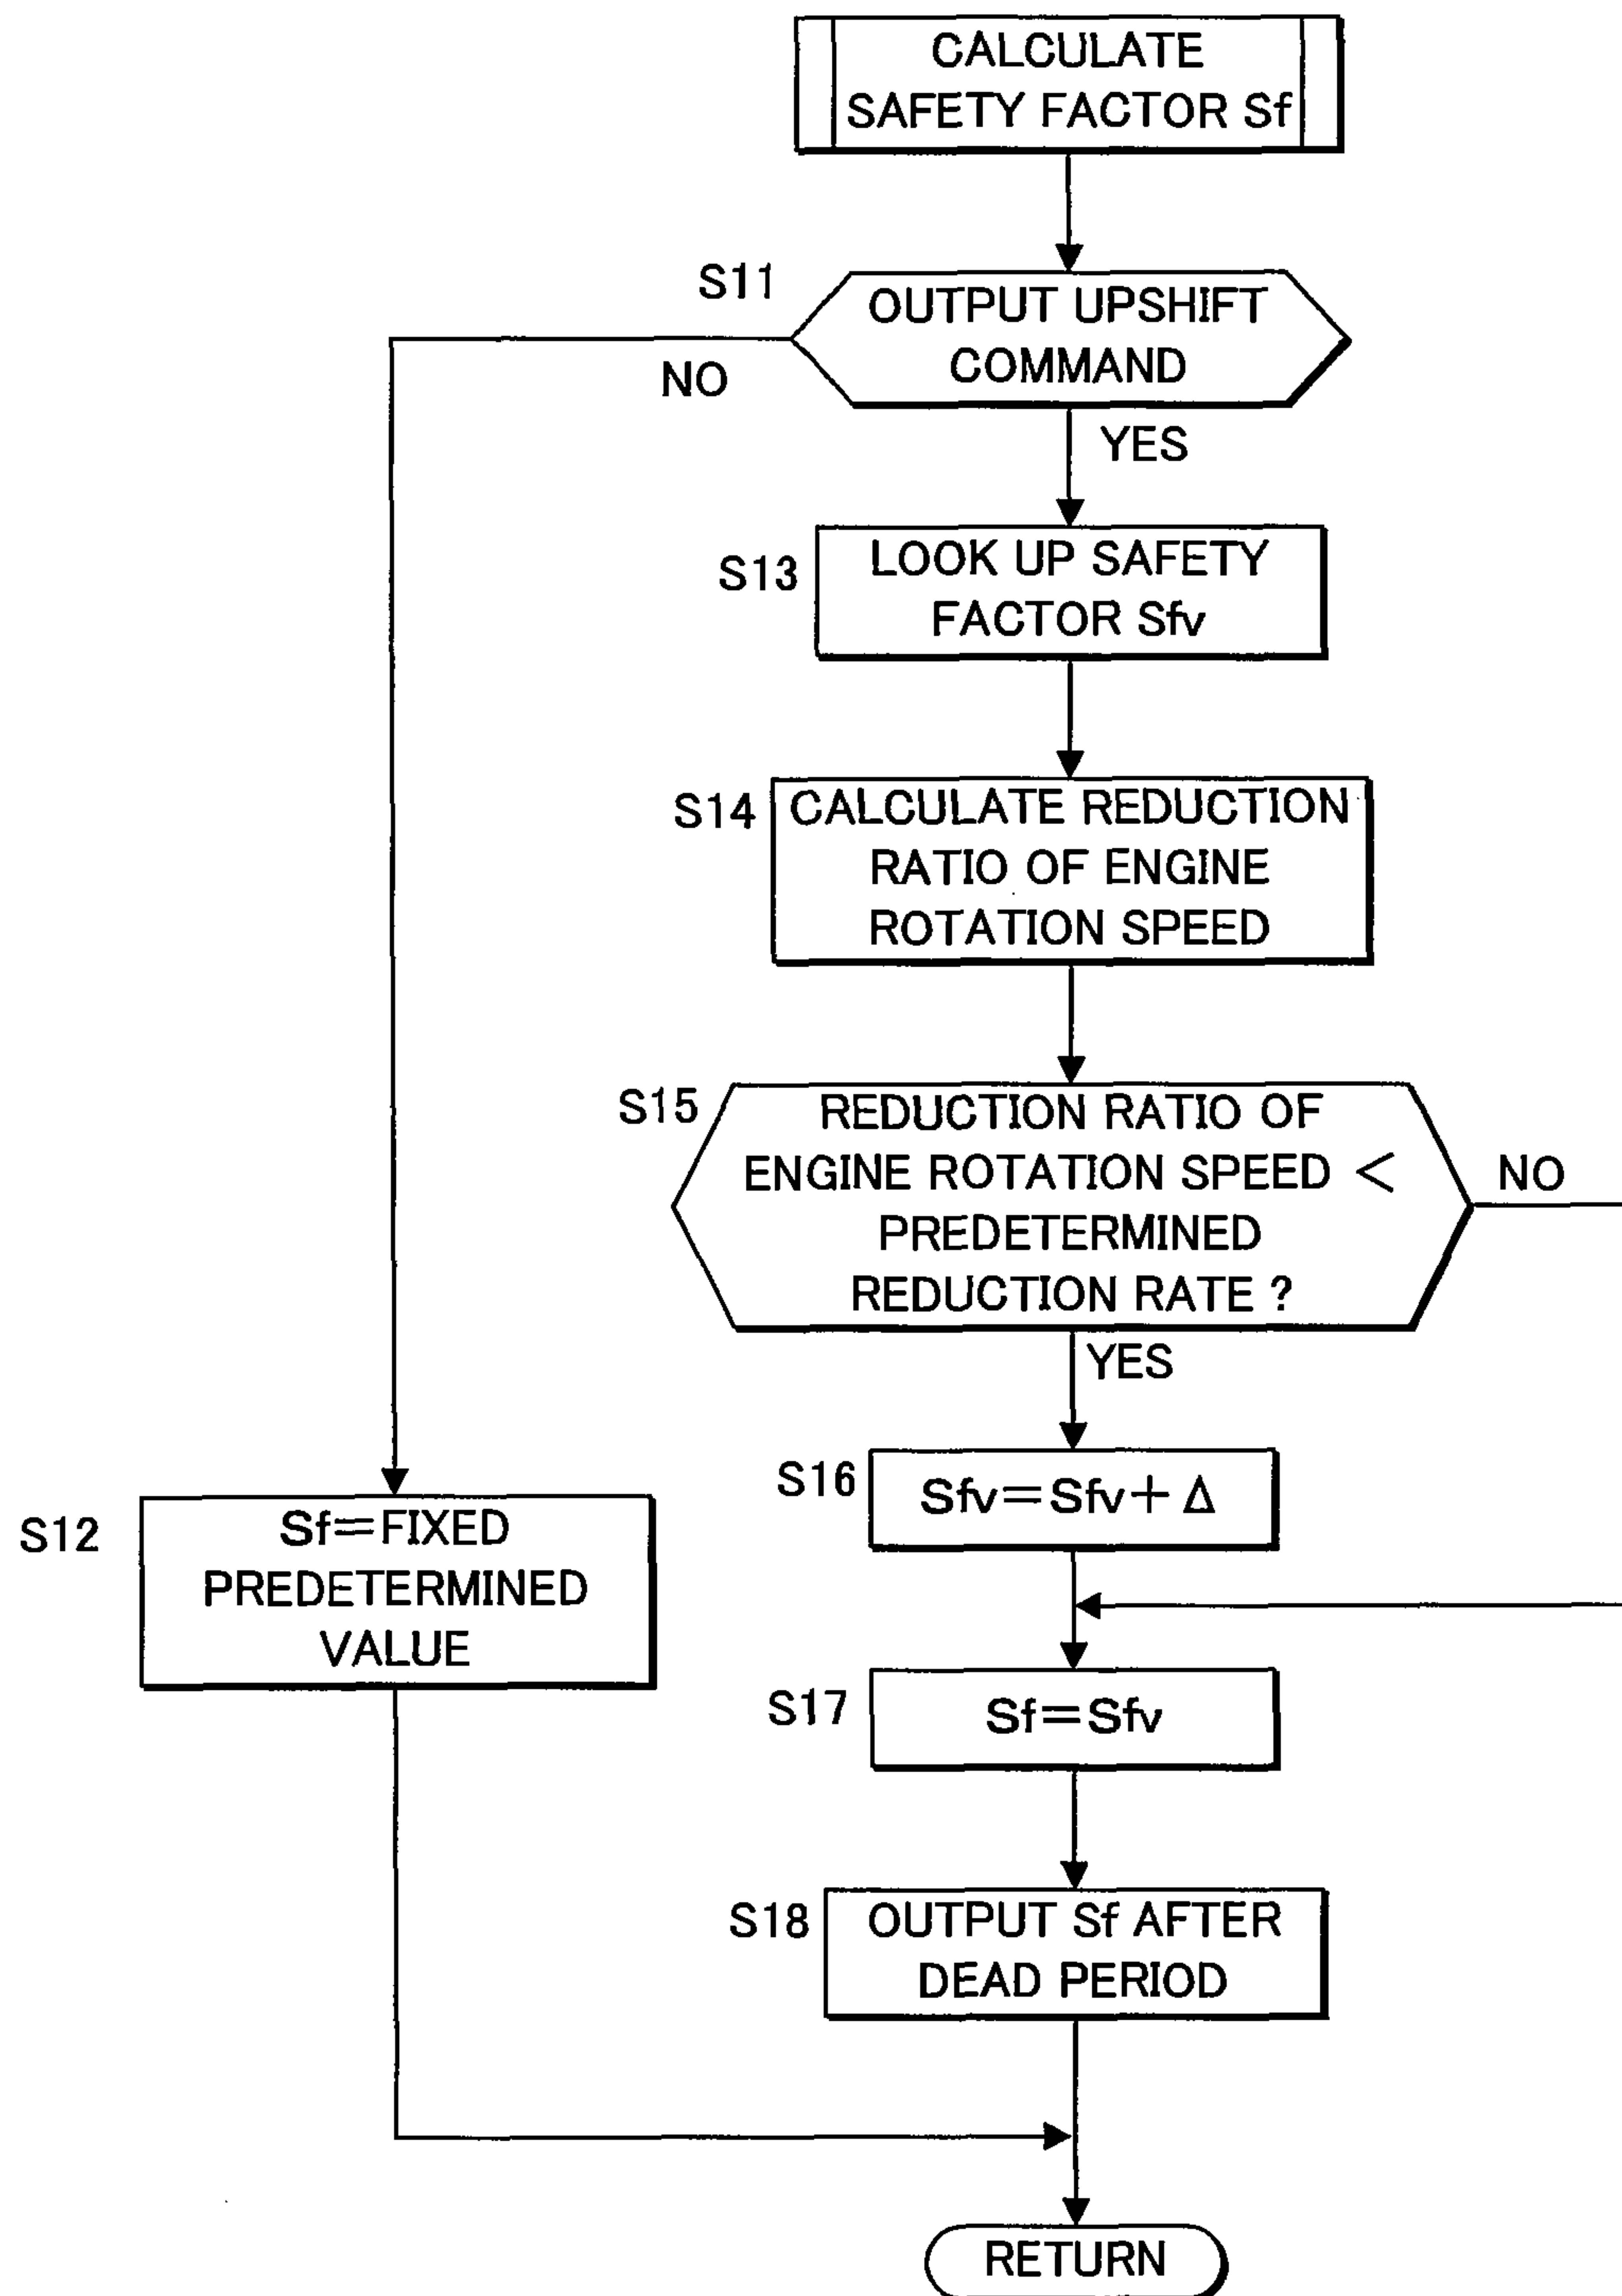 CALCULATE
SAFETY FACTOR Sf
S11
OUTPUT UPSHIFT
COMMAND
NO
YES
S13
LOOK UP SAFETY
FACTOR Sfv
S14
CALCULATE REDUCTION
RATIO OF ENGINE
ROTATION SPEED
S15
REDUCTION RATIO OF
ENGINE ROTATION SPEED <
PREDETERMINED
REDUCTION RATE ?
NO
YES
S16
Sfv=Sfv+Δ
S12
Sf=FIXED
PREDETERMINED
VALUE
S17
Sf=Sfv
S18
OUTPUT Sf AFTER
DEAD PERIOD
RETURN